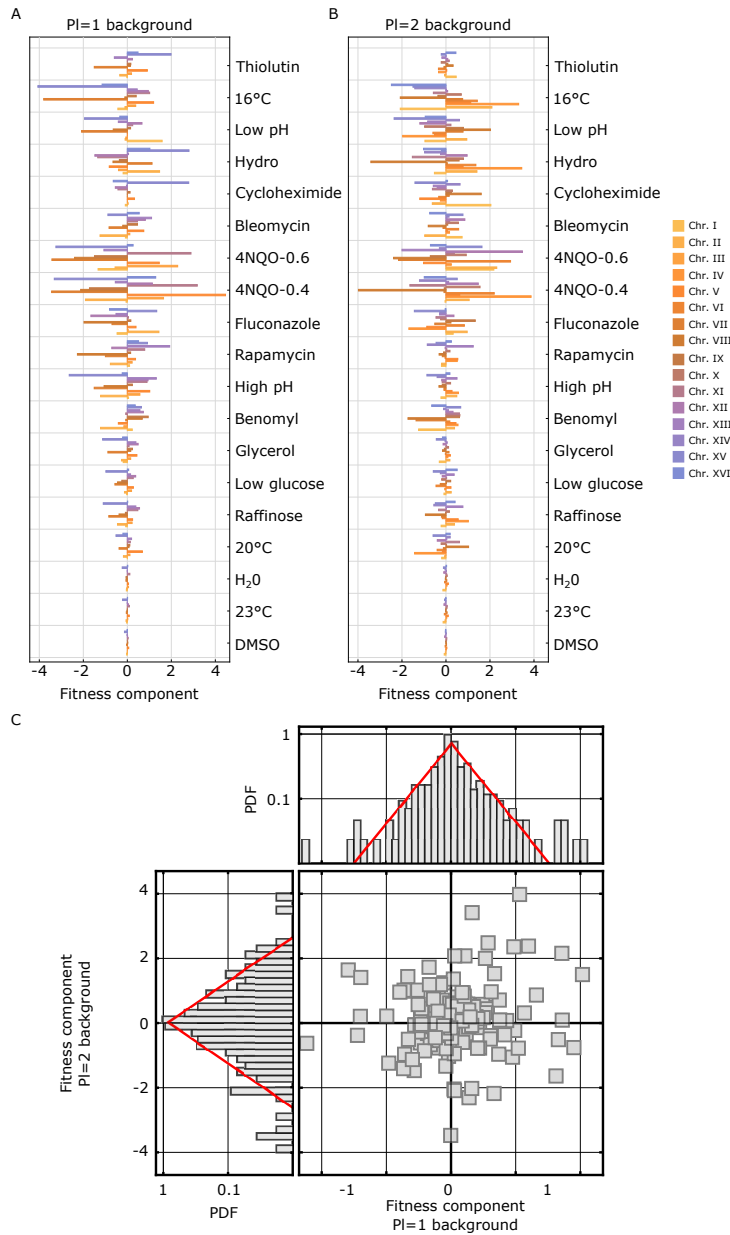 A
Pl=1 background
B
Pl=2 background
Thiolutin
16°C
Low pH
Hydro
Cycloheximide
Bleomycin
4NQO-0.6
4NQO-0.4
Fluconazole
Rapamycin
High pH
Benomyl
Glycerol
Low glucose
Raffinose
20°C
H₂0
23°C
DMSO
-4 -2 0 2 4
Fitness component
Thiolutin
16°C
Low pH
Hydro
Cycloheximide
Bleomycin
4NQO-0.6
4NQO-0.4
Fluconazole
Rapamycin
High pH
Benomyl
Glycerol
Low glucose
Raffinose
20°C
H₂0
23°C
DMSO
-4 -2 0 2 4
Fitness component
Chr. I
Chr. II
Chr. III
Chr. IV
Chr. V
Chr. VI
Chr. VII
Chr. VIII
Chr. IX
Chr. X
Chr. XI
Chr. XII
Chr. XIII
Chr. XIV
Chr. XV
Chr. XVI
C
1
0.1
PDF
4
2
0
-2
-4
Fitness component
Pl=2 background
1 0.1
PDF
-1 0 1
Fitness component
Pl=1 background